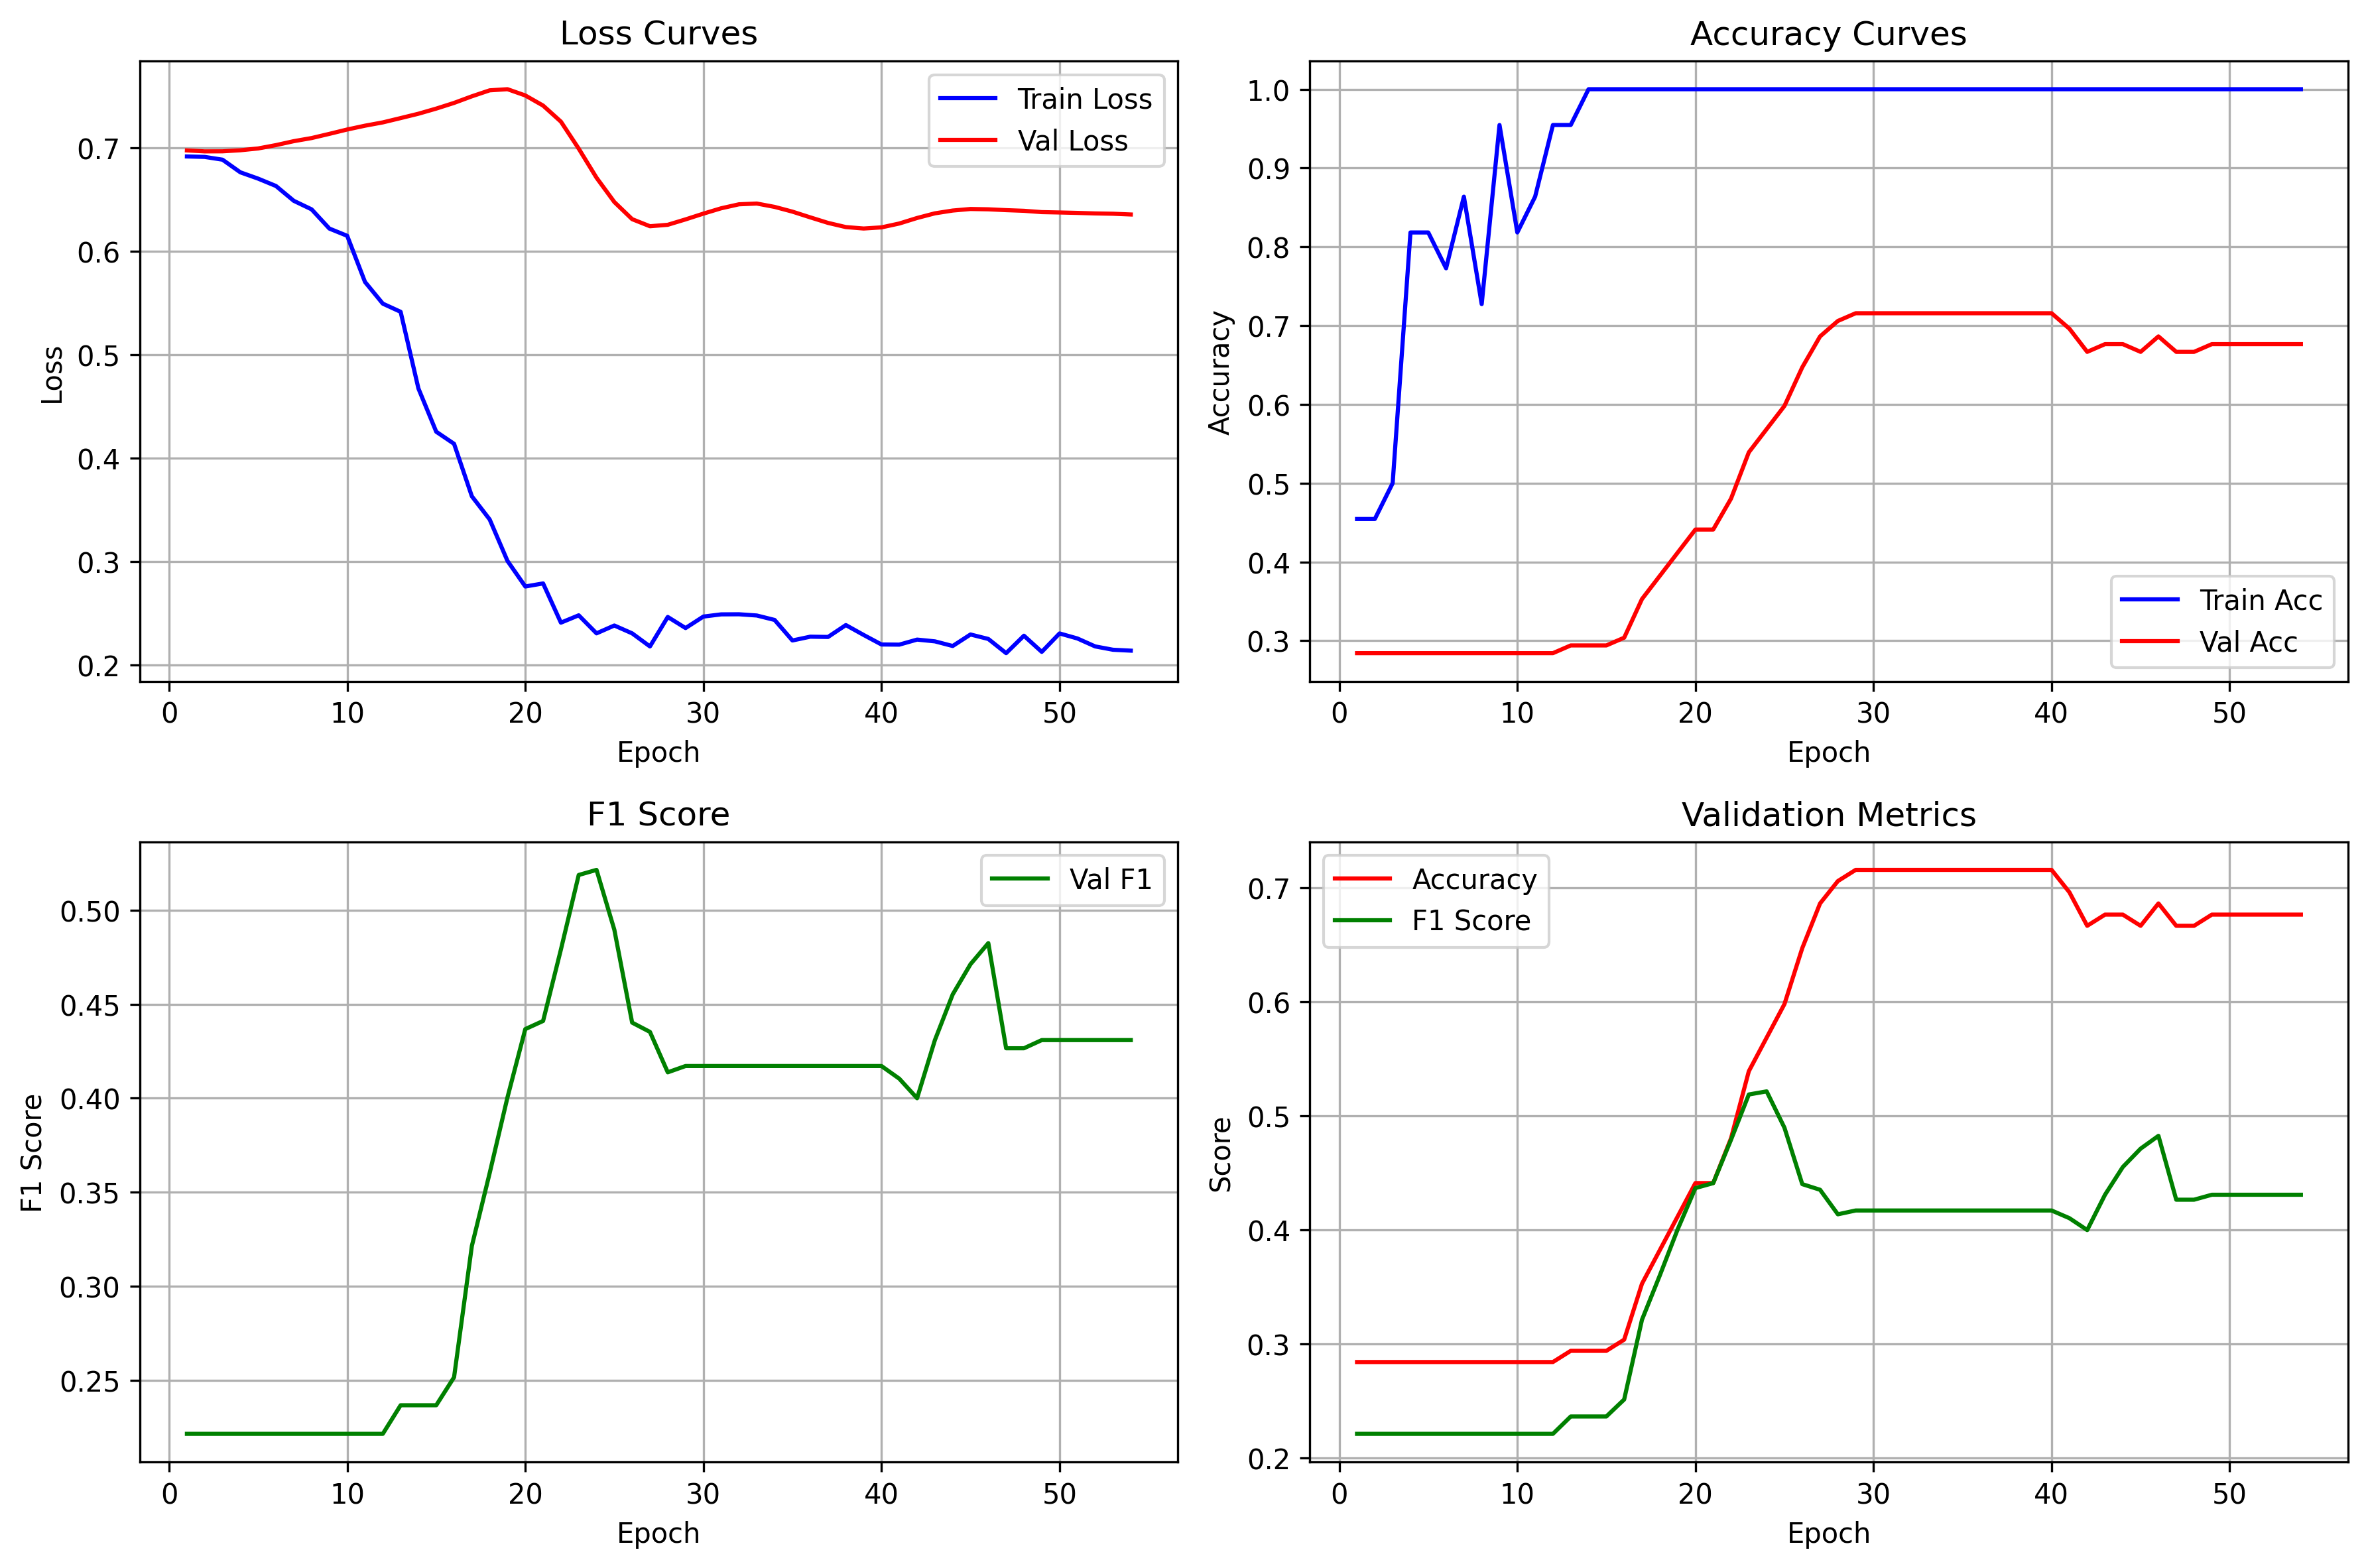 Loss Curves
Train Loss
Val Loss
Loss
0.7
0.6
0.5
0.4
0.3
0.2
0 10 20 30 40 50
Epoch
Accuracy Curves
Train Acc
Val Acc
Accuracy
1.0
0.9
0.8
0.7
0.6
0.5
0.4
0.3
0 10 20 30 40 50
Epoch
F1 Score
Val F1
F1 Score
0.50
0.45
0.40
0.35
0.30
0.25
0 10 20 30 40 50
Epoch
Validation Metrics
Accuracy
F1 Score
Score
0.7
0.6
0.5
0.4
0.3
0.2
0 10 20 30 40 50
Epoch